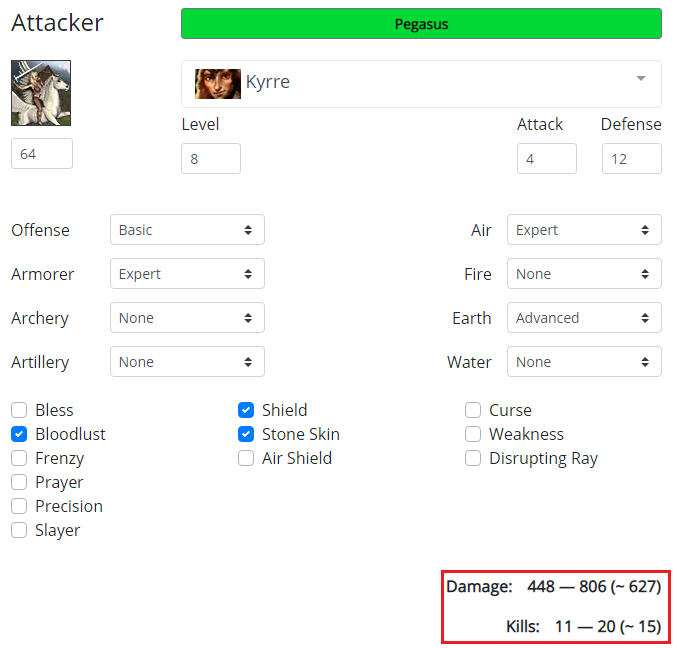 Attacker
Pegasus
Kyrre
Level
Attack
Defense
64
8
4
12
Offense Basic
Air Expert
Armorer Expert
Fire None
Archery None
Earth Advanced
Artillery None
Water None
Bless
Shield
Curse
Bloodlust
Stone Skin
Weakness
Frenzy
Air Shield
Disrupting Ray
Prayer
Precision
Slayer
Damage: 448 — 806 (~ 627)
Kills: 11 — 20 (~ 15)